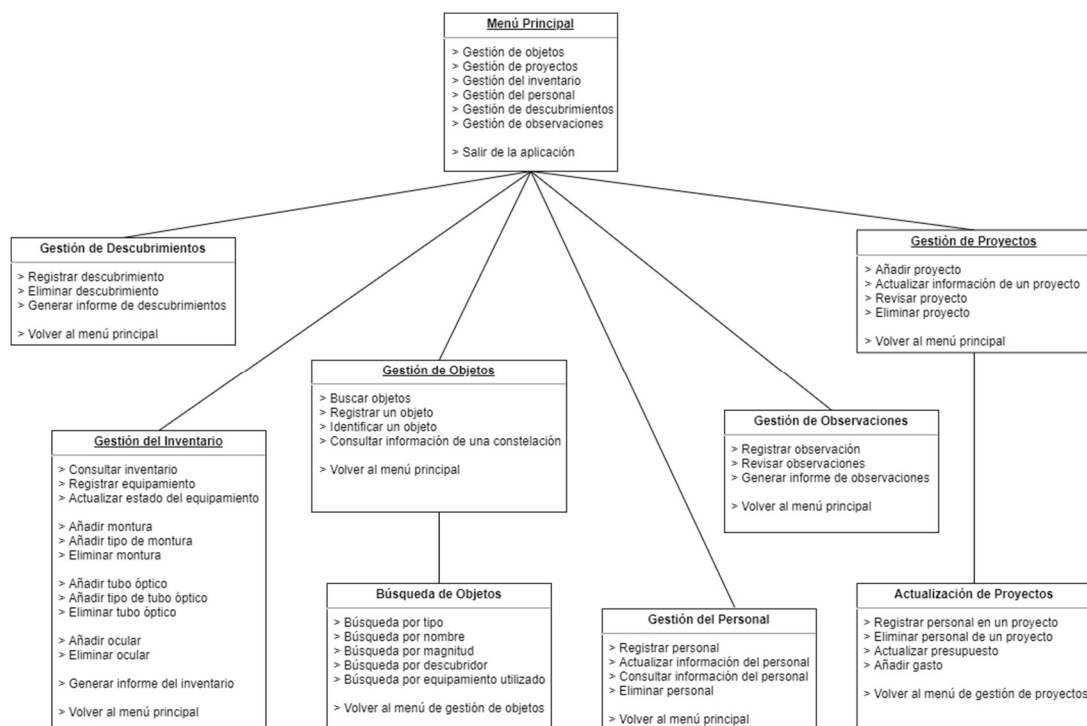 Menú Principal
> Gestión de objetos
> Gestión de proyectos
> Gestión del inventario
> Gestión del personal
> Gestión de descubrimientos
> Gestión de observaciones
> Salir de la aplicación
Gestión de Descubrimientos
> Registrar descubrimiento
> Eliminar descubrimiento
> Generar informe de descubrimientos
> Volver al menú principal
Gestión de Proyectos
> Añadir proyecto
> Actualizar información de un proyecto
> Revisar proyecto
> Eliminar proyecto
> Volver al menú principal
Gestión de Objetos
> Buscar objetos
> Registrar un objeto
> Identificar un objeto
> Consultar información de una constelación
> Volver al menú principal
Gestión de Observaciones
> Registrar observación
> Revisar observaciones
> Generar informe de observaciones
> Volver al menú principal
Gestión del Inventario
> Consultar inventario
> Registrar equipamiento
> Actualizar estado del equipamiento
> Añadir montura
> Añadir tipo de montura
> Eliminar montura
> Añadir tubo óptico
> Añadir tipo de tubo óptico
> Eliminar tubo óptico
> Añadir ocular
> Eliminar ocular
> Generar informe del inventario
> Volver al menú principal
Búsqueda de Objetos
> Búsqueda por tipo
> Búsqueda por nombre
> Búsqueda por magnitud
> Búsqueda por descubridor
> Búsqueda por equipamiento utilizado
> Volver al menú de gestión de objetos
Gestión del Personal
> Registrar personal
> Actualizar información del personal
> Consultar información del personal
> Eliminar personal
> Volver al menú principal
Actualización de Proyectos
> Registrar personal en un proyecto
> Eliminar personal de un proyecto
> Actualizar presupuesto
> Añadir gasto
> Volver al menú de gestión de proyectos